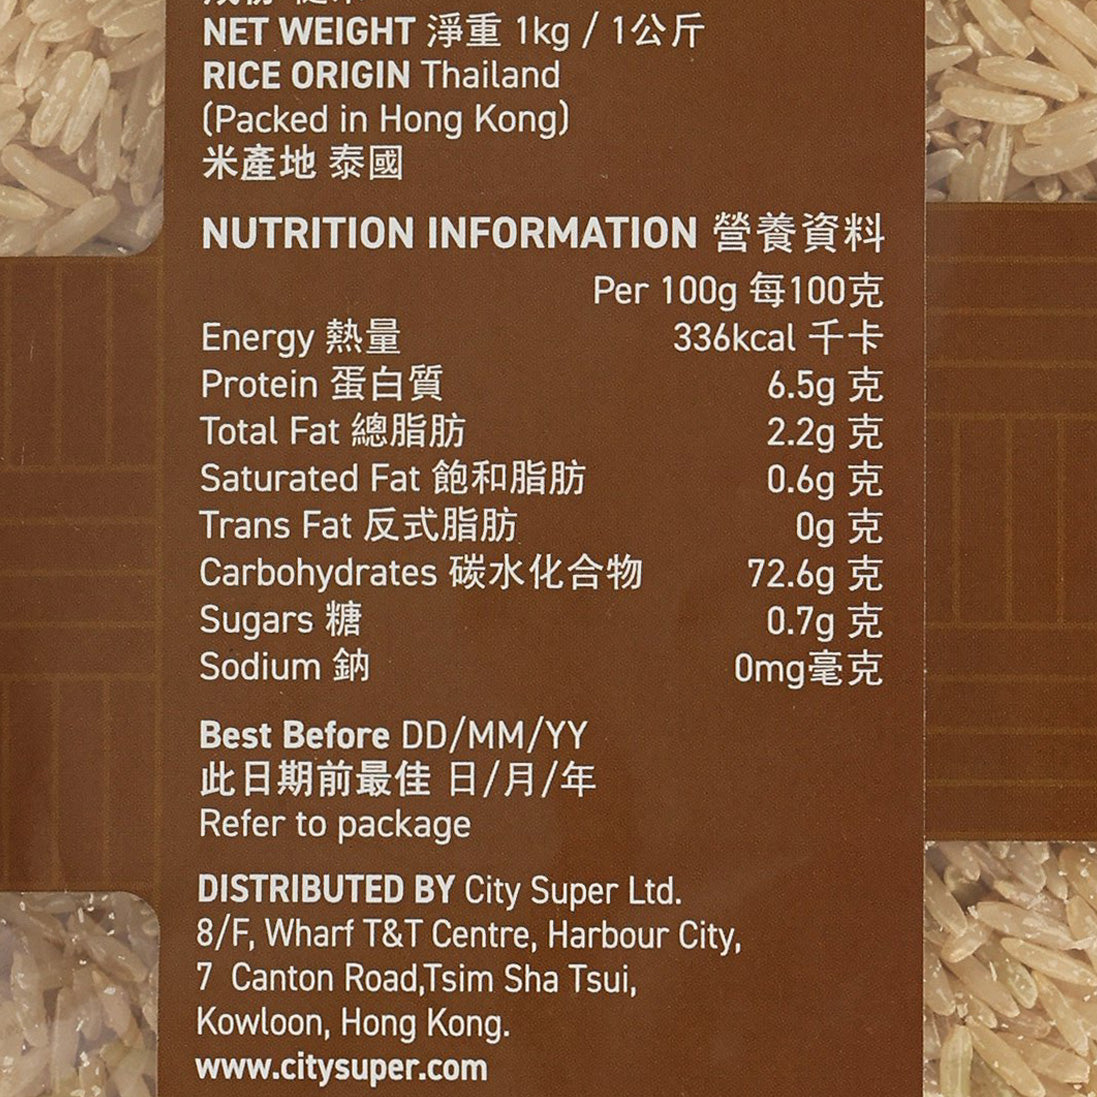 NET WEIGHT 淨重 1kg / 1公斤
RICE ORIGIN Thailand
(Packed in Hong Kong)
米產地 泰國
NUTRITION INFORMATION 營養資料
Per 100g 每100克
Energy 熱量 336kcal 千卡
Protein 蛋白質 6.5g 克
Total Fat 總脂肪 2.2g 克
Saturated Fat 飽和脂肪 0.6g 克
Trans Fat 反式脂肪 0g 克
Carbohydrates 碳水化合物 72.6g 克
Sugars 糖 0.7g 克
Sodium 鈉 0mg毫克
Best Before DD/MM/YY
此日期前最佳 日/月/年
Refer to package
DISTRIBUTED BY City Super Ltd.
8/F, Wharf T&T Centre, Harbour City,
7 Canton Road,Tsim Sha Tsui,
Kowloon, Hong Kong.
www.citysuper.com